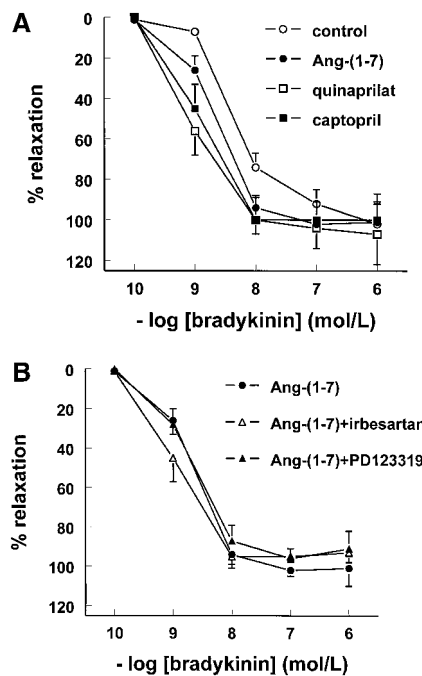 A
0
20
40
60
80
100
120
% relaxation
control
Ang-(1-7)
quinaprilat
captopril
10 9 8 7 6
- log [bradykinin] (mol/L)
B
0
20
40
60
80
100
120
% relaxation
Ang-(1-7)
Ang-(1-7)+irbesartan
Ang-(1-7)+PD123319
10 9 8 7 6
- log [bradykinin] (mol/L)